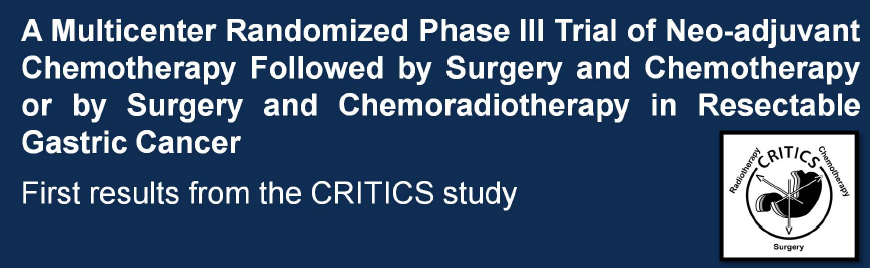 A Multicenter Randomized Phase III Trial of Neo-adjuvant
Chemotherapy Followed by Surgery and Chemotherapy
or by Surgery and Chemoradiotherapy in Resectable
Gastric Cancer
First results from the CRITICS study
CRITICS
Radiotherapy
Chemotherapy
Surgery